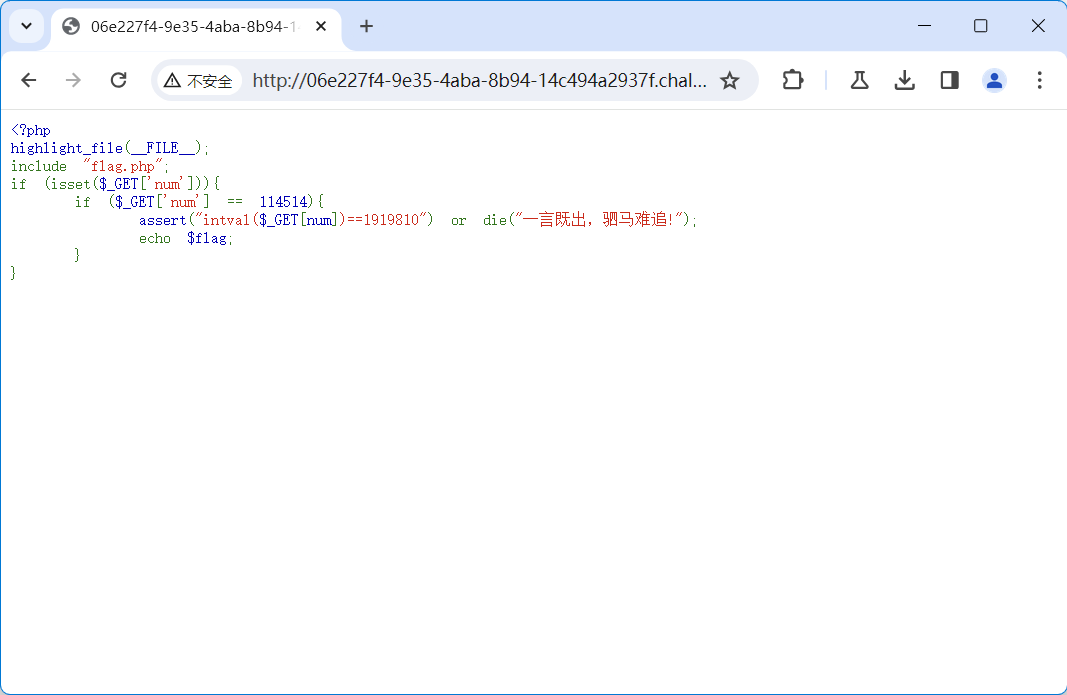 06e227f4-9e35-4aba-8b94-1
不安全 http://06e227f4-9e35-4aba-8b94-14c494a2937f.chal...
<?php
highlight_file(__FILE__);
include "flag.php";
if (isset($_GET['num'])){
if ($_GET['num'] == 114514){
assert("intval($_GET[num])==1919810") or die("一言既出，驷马难追!");
echo $flag;
}
}